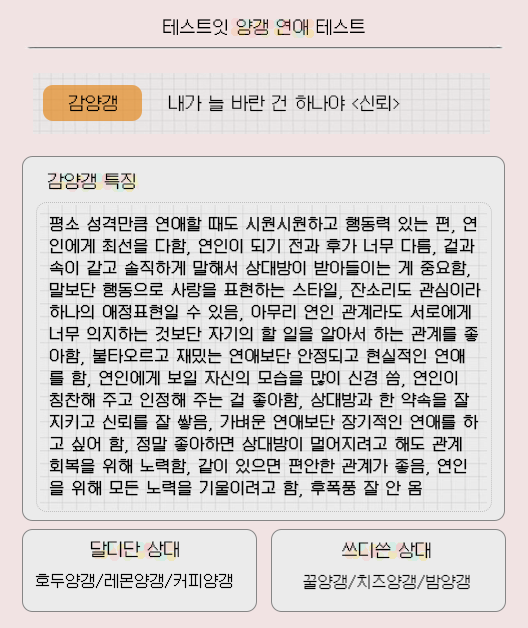 테스트잇 양갱 연애 테스트
감양갱
내가 늘 바란 건 하나야 <신뢰>
감양갱 특징
평소 성격만큼 연애할 때도 시원시원하고 행동력 있는 편, 연
인에게 최선을 다함, 연인이 되기 전과 후가 너무 다름, 겉과
속이 같고 솔직하게 말해서 상대방이 받아들이는 게 중요함,
말보단 행동으로 사랑을 표현하는 스타일, 잔소리도 관심이라
하나의 애정표현일 수 있음, 아무리 연인 관계라도 서로에게
너무 의지하는 것보단 자기의 할 일을 알아서 하는 관계를 좋
아함, 불타오르고 재밌는 연애보단 안정되고 현실적인 연애
를 함, 연인에게 보일 자신의 모습을 많이 신경 씀, 연인이
칭찬해 주고 인정해 주는 걸 좋아함, 상대방과 한 약속을 잘
지키고 신뢰를 잘 쌓음, 가벼운 연애보단 장기적인 연애를 하
고 싶어 함, 정말 좋아하면 상대방이 멀어지려고 해도 관계
회복을 위해 노력함, 같이 있으면 편안한 관계가 좋음, 연인
을 위해 모든 노력을 기울이려고 함, 후폭풍 잘 안 옴
달디단 상대
호두양갱/레몬양갱/커피양갱
쓰디쓴 상대
꿀양갱/치즈양갱/밤양갱